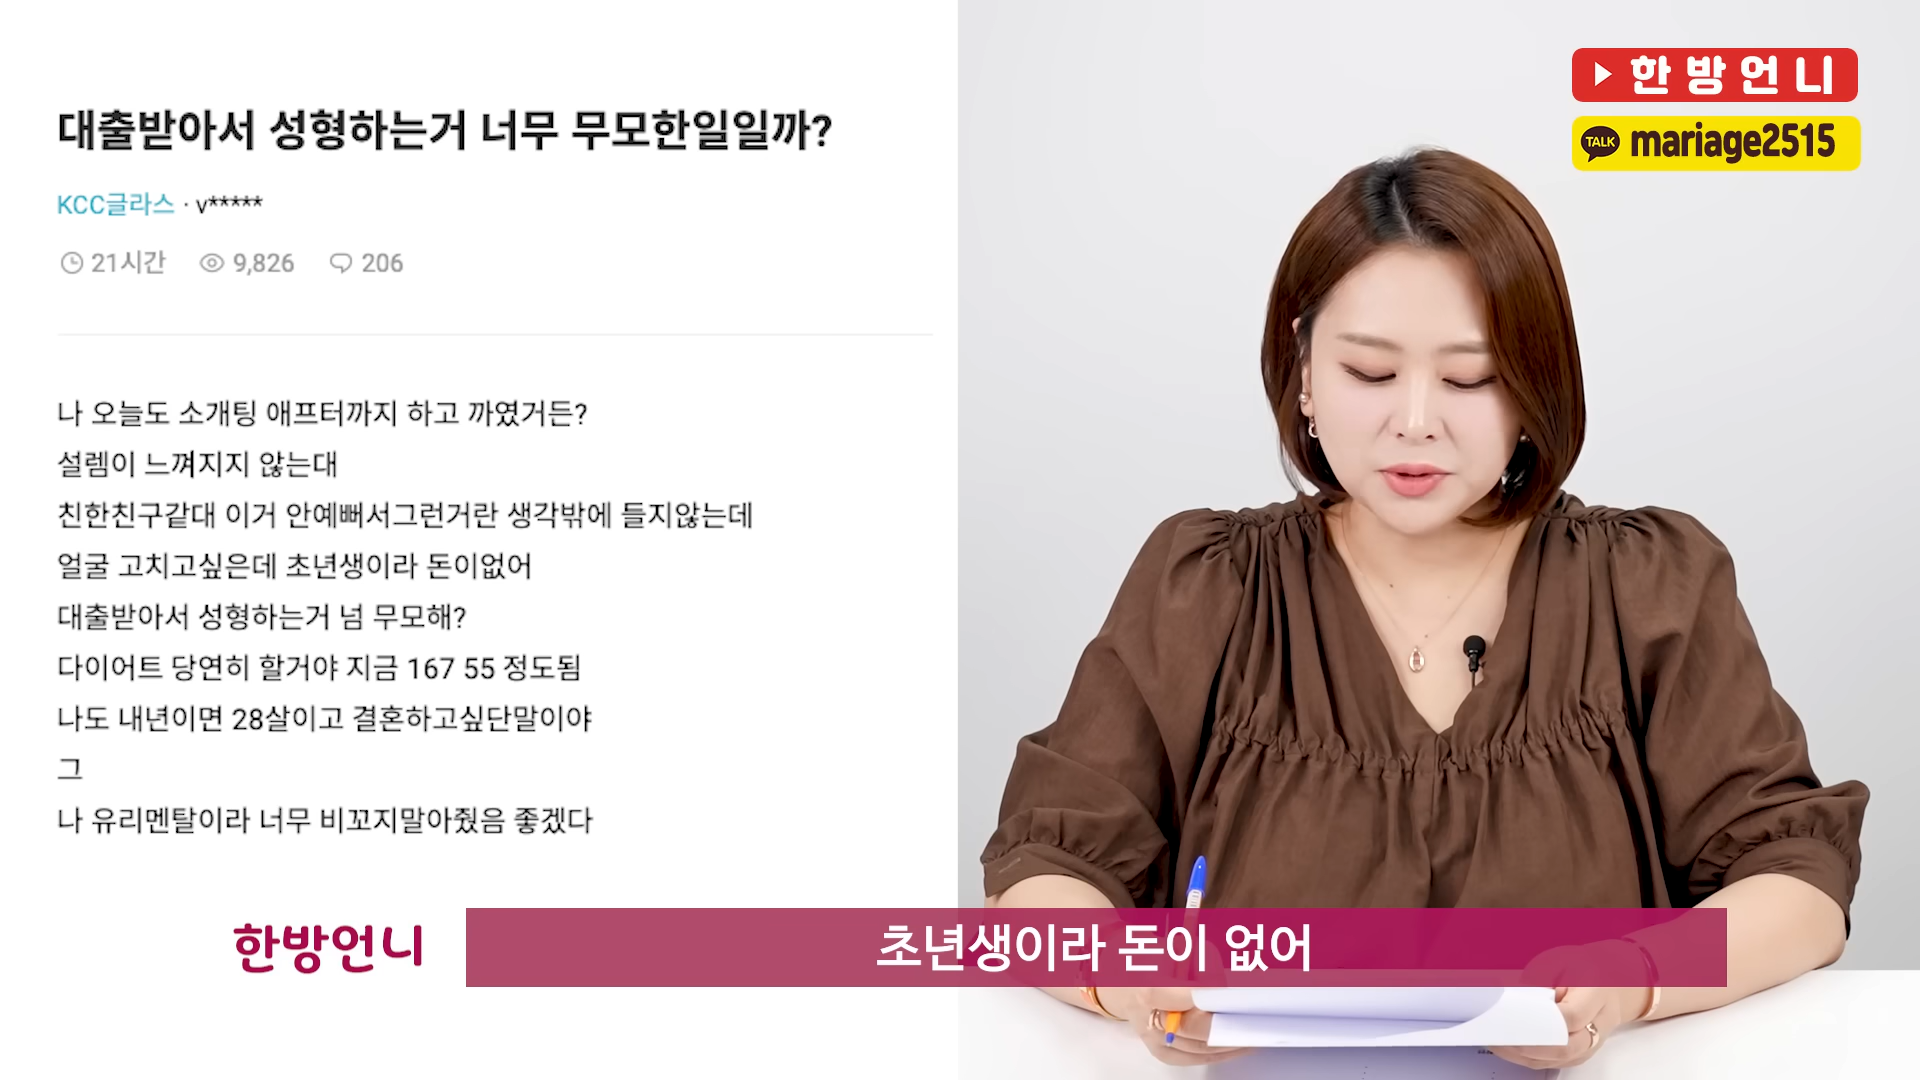 대출받아서 성형하는거 너무 무모한일일까?
KCC글라스 · v*****
21시간 9,826 206
나 오늘도 소개팅 애프터까지 하고 까였거든?
설렘이 느껴지지 않는대
친한친구같대 이거 안예뻐서그런거란 생각밖에 들지않는데
얼굴 고치고싶은데 초년생이라 돈이없어
대출받아서 성형하는거 넘 무모해?
다이어트 당연히 할거야 지금 167 55 정도됨
나도 내년이면 28살이고 결혼하고싶단말이야
그
나 유리멘탈이라 너무 비꼬지말아줬음 좋겠다
한방언니
TALK mariage2515
한방언니
초년생이라 돈이 없어